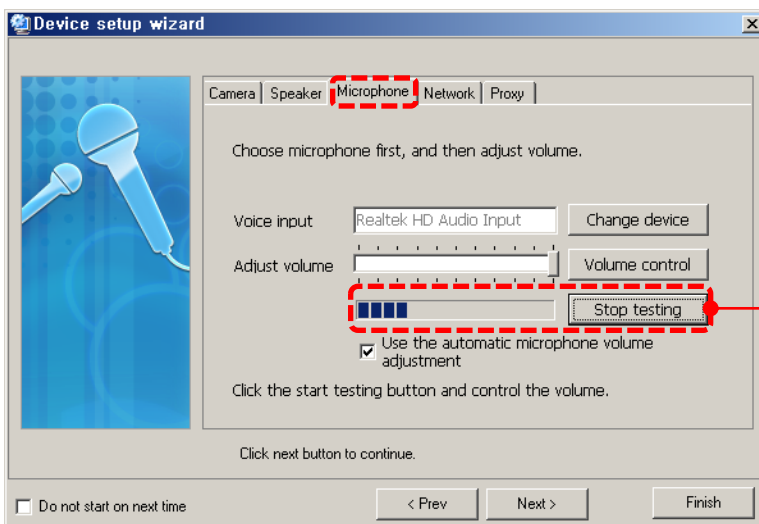 Device setup wizard
Camera Speaker Microphone Network Proxy
Choose microphone first, and then adjust volume.
Voice input Realtek HD Audio Input Change device
Adjust volume Volume control
Stop testing
Use the automatic microphone volume
adjustment
Click the start testing button and control the volume.
Click next button to continue.
Do not start on next time < Prev Next > Finish